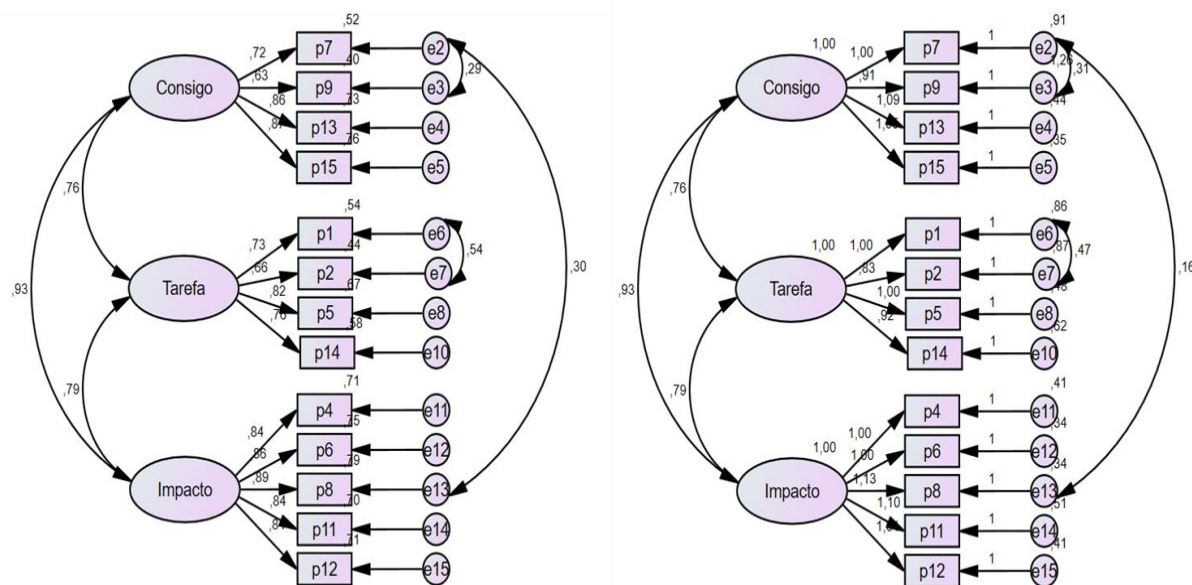 ,52
,72
p7
e2
,40
,63
,29
p9
e3
,73
,86
Consigo
p13
e4
,76
p15
e5
,76
,54
,73
p1
e6
,44
,54
,66
p2
e7
,67
,82
Tarefa
p5
e8
,76
,58
p14
e10
,93
,30
,79
,71
,84
p4
e11
,75
,86
p6
e12
,79
,89
Impacto
p8
e13
,70
,84
p11
e14
,71
p12
e15
,91
1,00
1,00
p7
1
e2
1,26
,91
,31
p9
1
e3
,44
1,09
Consigo
p13
1
e4
,35
p15
1
e5
,76
,86
1,00
1,00
p1
1
e6
,87
,47
,83
p2
1
e7
,48
1,00
Tarefa
p5
1
e8
,92
,62
p14
1
e10
,93
,16
,79
,41
1,00
1,00
p4
1
e11
,34
1,00
p6
1
e12
,34
1,13
Impacto
p8
1
e13
,51
1,10
p11
1
e14
,41
p12
1
e15